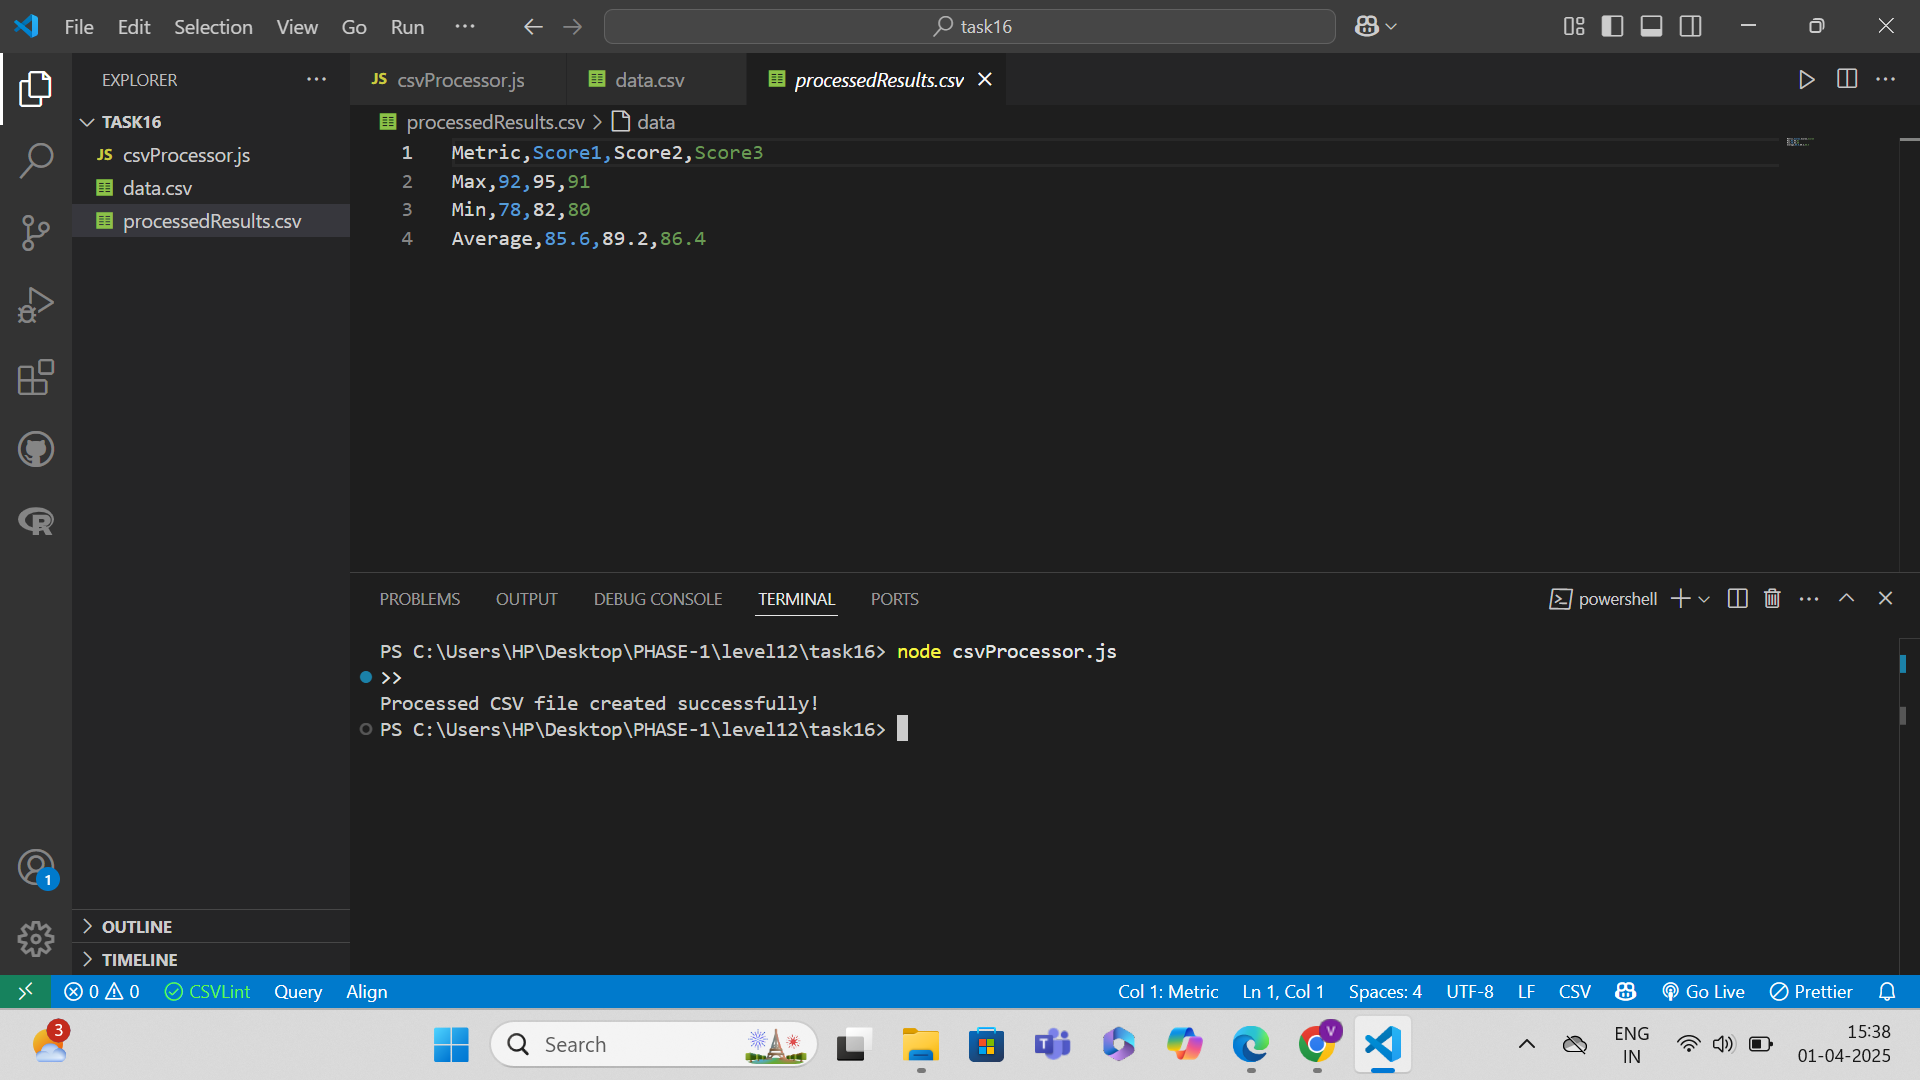 File Edit Selection View Go Run ···
task16
EXPLORER ···
TASK16
JS csvProcessor.js
data.csv
processedResults.csv
OUTLINE
TIMELINE
1
JS csvProcessor.js data.csv processedResults.csv
processedResults.csv > data
1 Metric,Score1,Score2,Score3
2 Max,92,95,91
3 Min,78,82,80
4 Average,85.6,89.2,86.4
PROBLEMS OUTPUT DEBUG CONSOLE TERMINAL PORTS
powershell
PS C:\Users\HP\Desktop\PHASE-1\level12\task16> node csvProcessor.js
>>
Processed CSV file created successfully!
PS C:\Users\HP\Desktop\PHASE-1\level12\task16>
0 0 CSVLint Query Align Col 1: Metric Ln 1, Col 1 Spaces: 4 UTF-8 LF CSV Go Live Prettier
3
Search
V
ENG
IN
15:38
01-04-2025